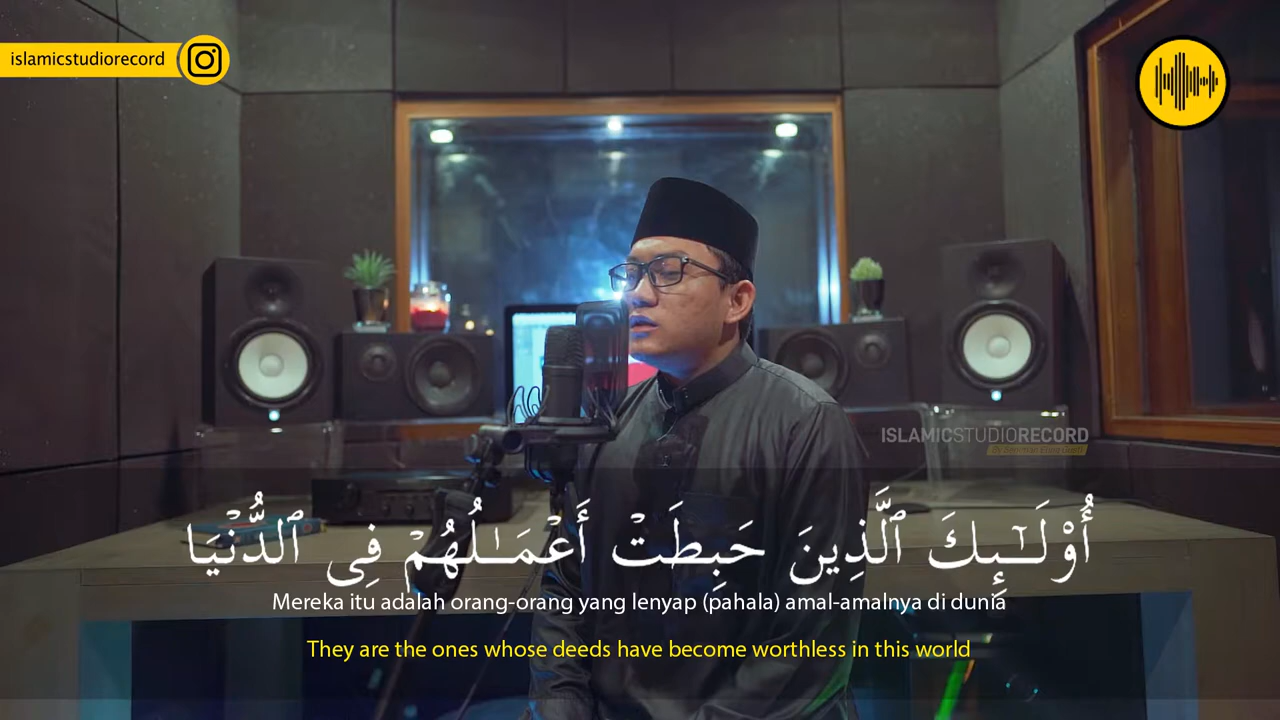 islamicstudiorecord
ISLAMICSTUDIORECORD
أُو۟لَـٰٓئِكَ ٱلَّذِينَ حَبِطَتْ أَعْمَـٰلُهُمْ فِى ٱلدُّنْيَا
Mereka itu adalah orang-orang yang lenyap (pahala) amal-amalnya di dunia
They are the ones whose deeds have become worthless in this world